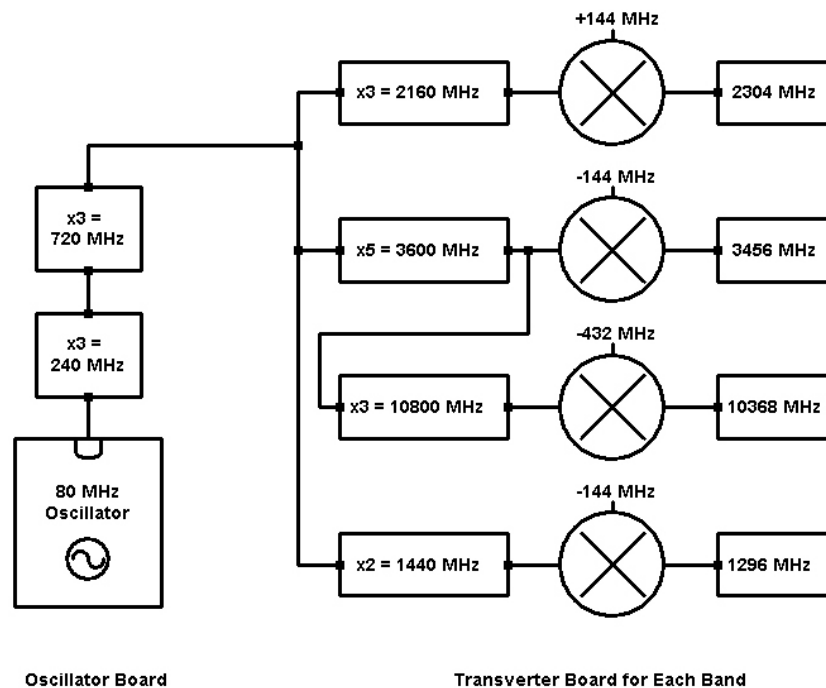 +144 MHz
x3 = 2160 MHz
2304 MHz
x3 =
720 MHz
-144 MHz
x5 = 3600 MHz
3456 MHz
x3 =
240 MHz
-432 MHz
x3 = 10800 MHz
10368 MHz
80 MHz
Oscillator
-144 MHz
x2 = 1440 MHz
1296 MHz
Oscillator Board
Transverter Board for Each Band